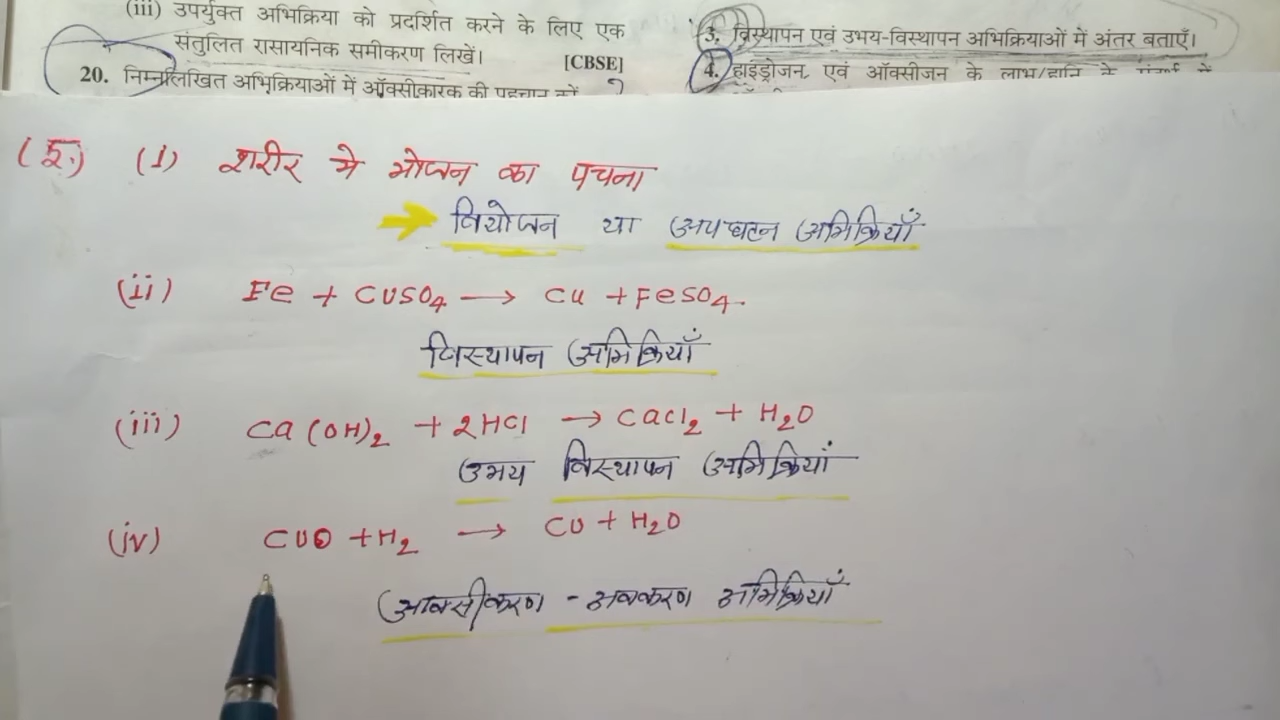 (iii) उपर्युक्त अभिक्रिया को प्रदर्शित करने के लिए एक
संतुलित रासायनिक समीकरण लिखें।
[CBSE]
20. निम्नलिखित अभिक्रियाओं में ऑक्सीकारक की पहचान करें
3. विस्थापन एवं उभय-विस्थापन अभिक्रियाओं में अंतर बताएँ।
4. हाइड्रोजन एवं ऑक्सीजन के लाभ/हानि के संदर्भ में
(i) शरीर मे भोजन का पचना
वियोजन या अपघटन अभिक्रियाँ
(ii) Fe + CUSO4 → CU + FeSO4.
विस्थापन अभिक्रियाँ
(iii) Ca(OH)2 + 2HCl → CaCl2 + H2O
उभय विस्थापन अभिक्रियां
(iv) CUO + H2 → CU + H2O
आक्सीकरण - अवकरण अभिक्रियाँ